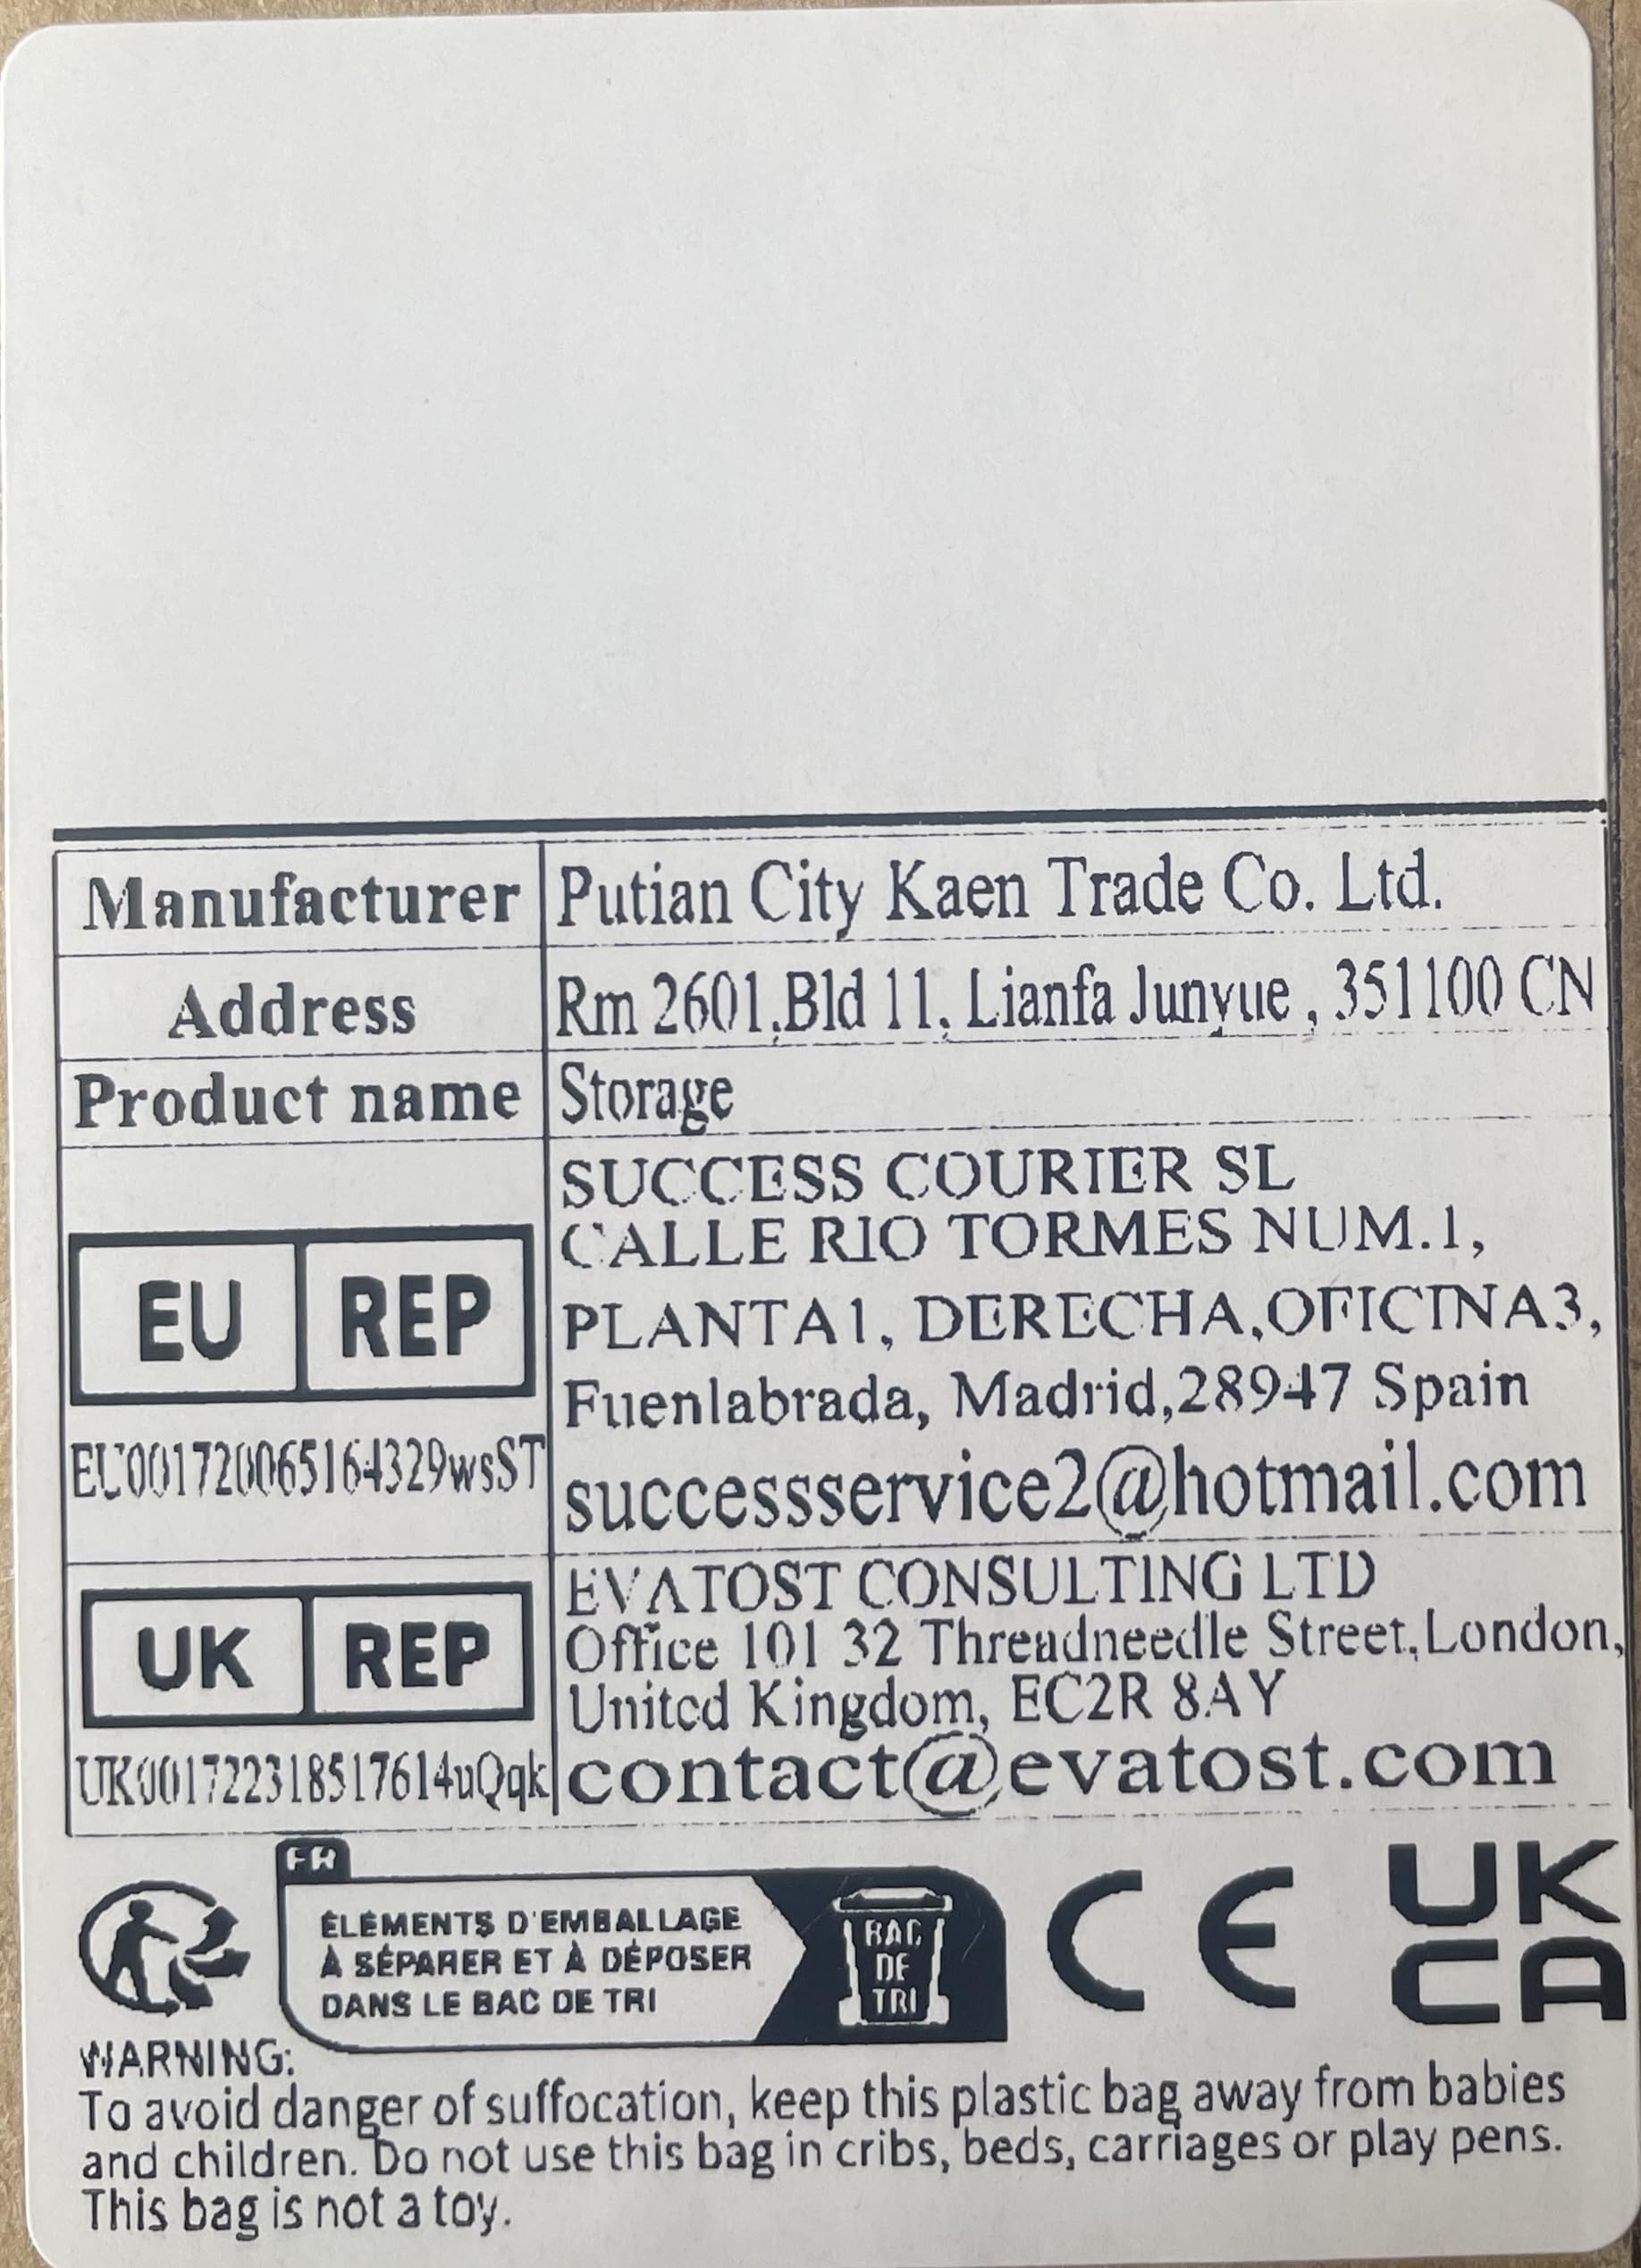 Manufacturer Putian City Kaen Trade Co. Ltd.
Address Rm 2601,Bld 11, Lianfa Junyue , 351100 CN
Product name Storage
SUCCESS COURIER SL
CALLE RIO TORMES NUM.1,
PLANTA1, DERECHA,OFICINA3,
Fuenlabrada, Madrid,28947 Spain
successservice2@hotmail.com
EU REP
EU001720065164329wsST
EVATOST CONSULTING LTD
Office 101 32 Threadneedle Street,London,
United Kingdom, EC2R 8AY
contact@evatost.com
UK REP
UK001722318517614uQqk
FR
ÉLÉMENTS D'EMBALLAGE
À SÉPARER ET À DÉPOSER
DANS LE BAC DE TRI
BAC
DE
TRI
CE
UK
CA
WARNING:
To avoid danger of suffocation, keep this plastic bag away from babies
and children. Do not use this bag in cribs, beds, carriages or play pens.
This bag is not a toy.